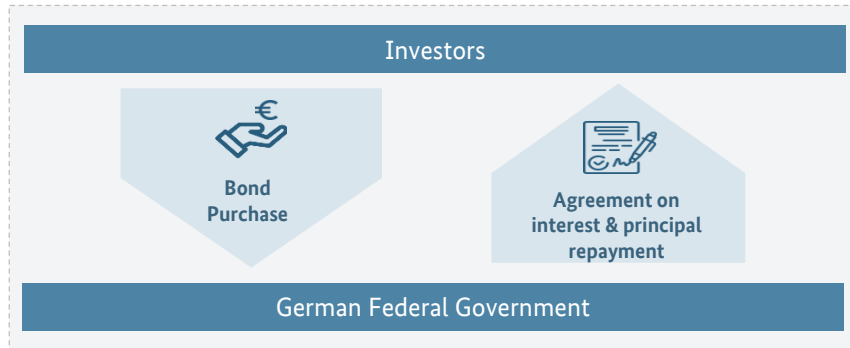 Investors
€
Bond
Purchase
Agreement on
interest & principal
repayment
German Federal Government